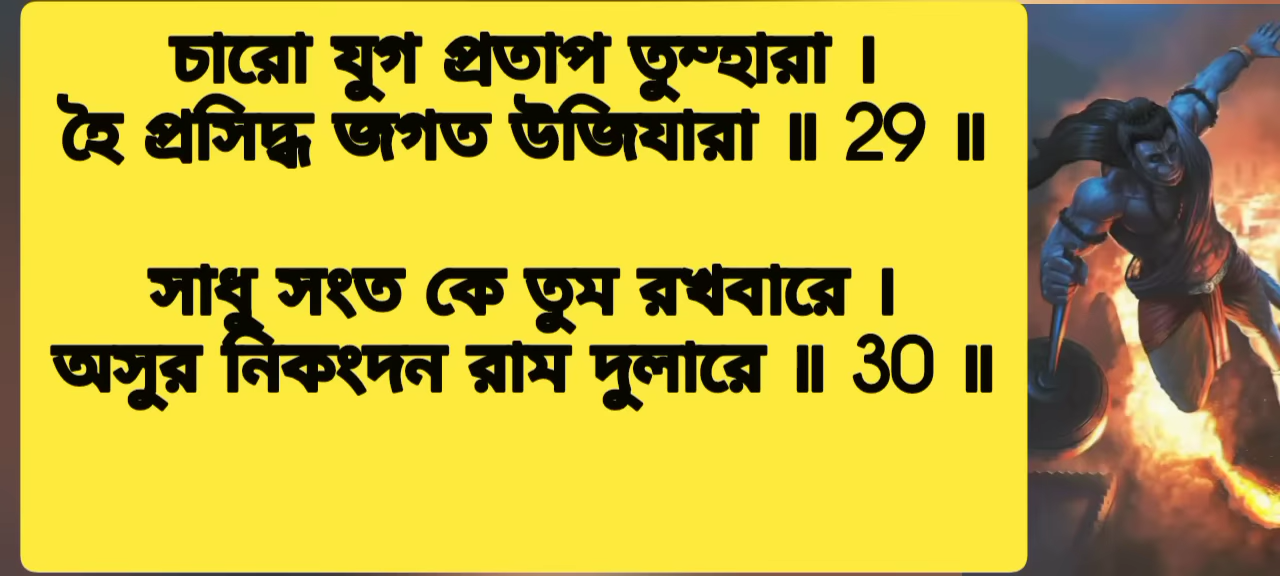 চারো যুগ প্রতাপ তুম্হারা ।
হৈ প্রসিদ্ধ জগত উজিযারা ॥ 29 ॥
সাধু সংত কে তুম রখবারে ।
অসুর নিকংদন রাম দুলারে ॥ 30 ॥